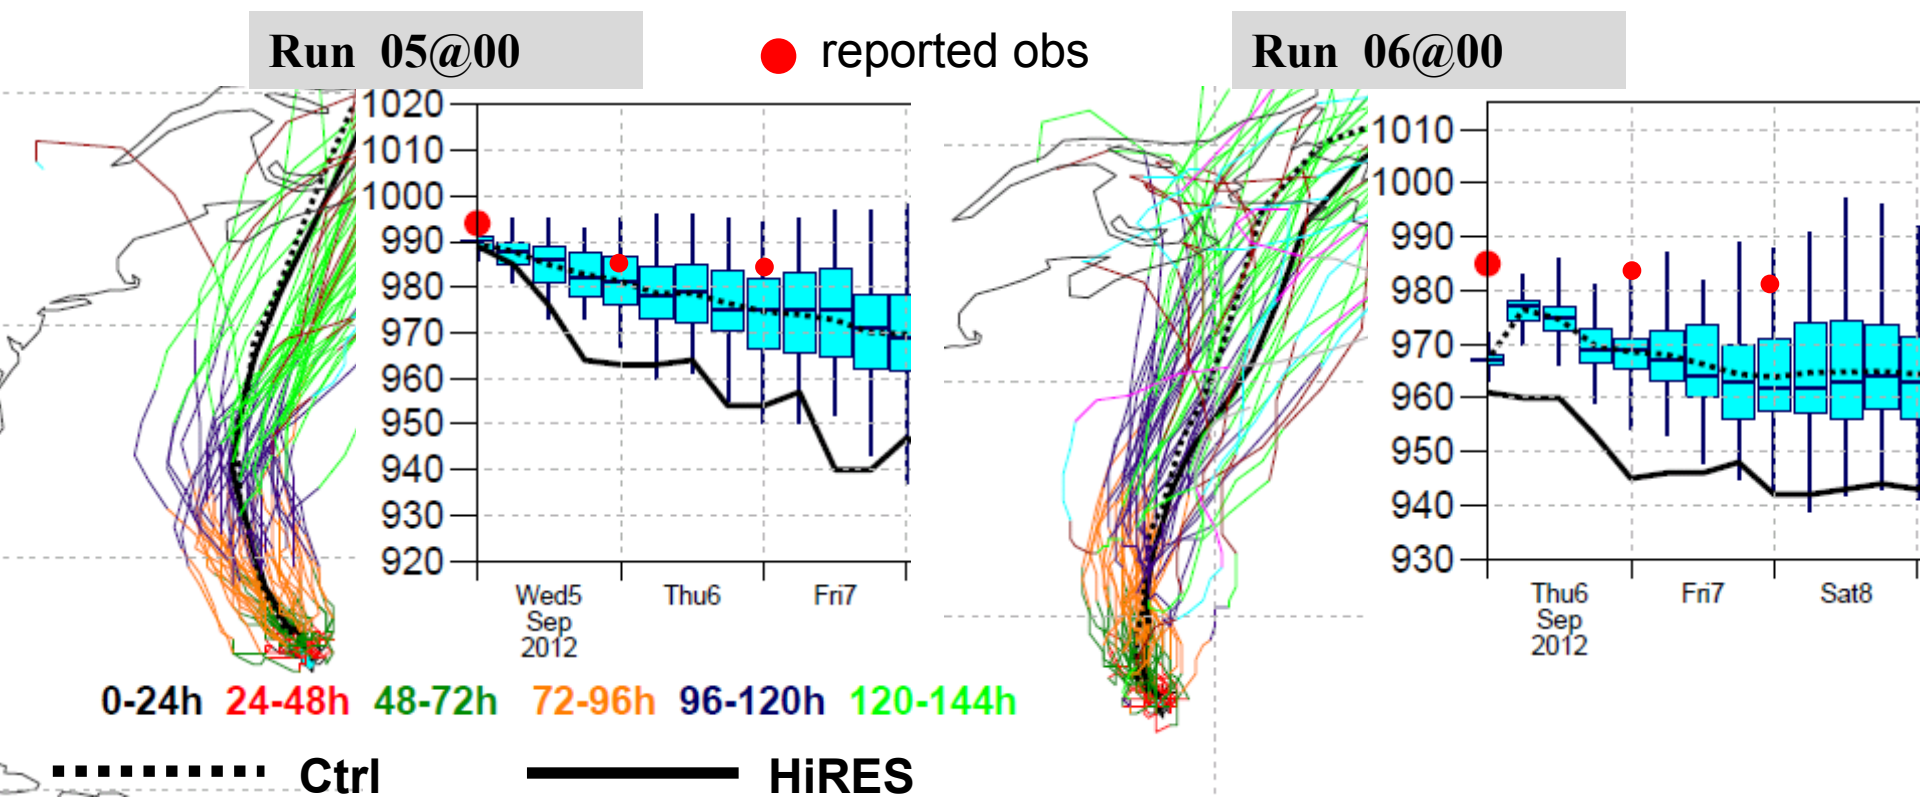 Run 05@00
reported obs
Run 06@00
1020
1010
1000
990
980
970
960
950
940
930
920
Wed5
Sep
2012
Thu6
Fri7
1010
1000
990
980
970
960
950
940
930
Thu6
Sep
2012
Fri7
Sat8
0-24h 24-48h 48-72h 72-96h 96-120h 120-144h
Ctrl
HiRES